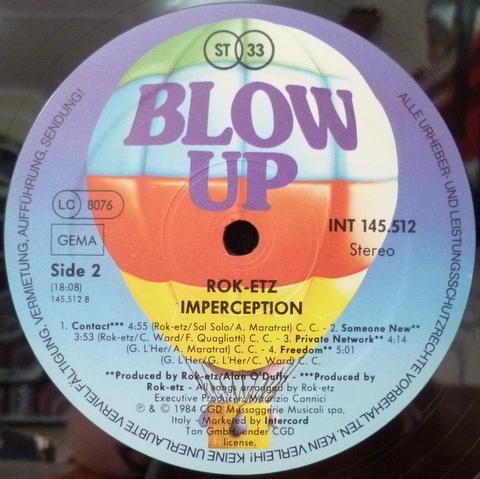 ST 33
BLOW
UP
LC 8076
GEMA
INT 145.512
Stereo
Side 2
(18:08)
145.512 B
ROK-ETZ
IMPERCEPTION
1. Contact*** 4:55 (Rok-etz/Sal Solo/A. Maratrat) C. C. - 2. Someone New**
3:53 (Rok-etz/C. Ward/F. Quagliotti) C. C. - 3. Private Network** 4:14
(G. L'Her/A. Maratrat) C. C. - 4. Freedom** 5:01
(G. L'Her/G. L'Her/C. Ward) C. C.
**Produced by Rok-etz/Alan O'Duffy - ***Produced by
Rok-etz - All songs arranged by Rok-etz
Executive Producer: Maurizio Cannici
℗ & © 1984 CGD Messaggerie Musicali spa,
Italy - Marketed by Intercord
Ton GmbH. under CGD
license.
ALLE URHEBER- UND LEISTUNGSSCHUTZRECHTE VORBEHALTEN. KEIN VERLEIH! KEINE UNERLAUBTE VERVIELFÄLTIGUNG, VERMIETUNG, AUFFÜHRUNG, SENDUNG!